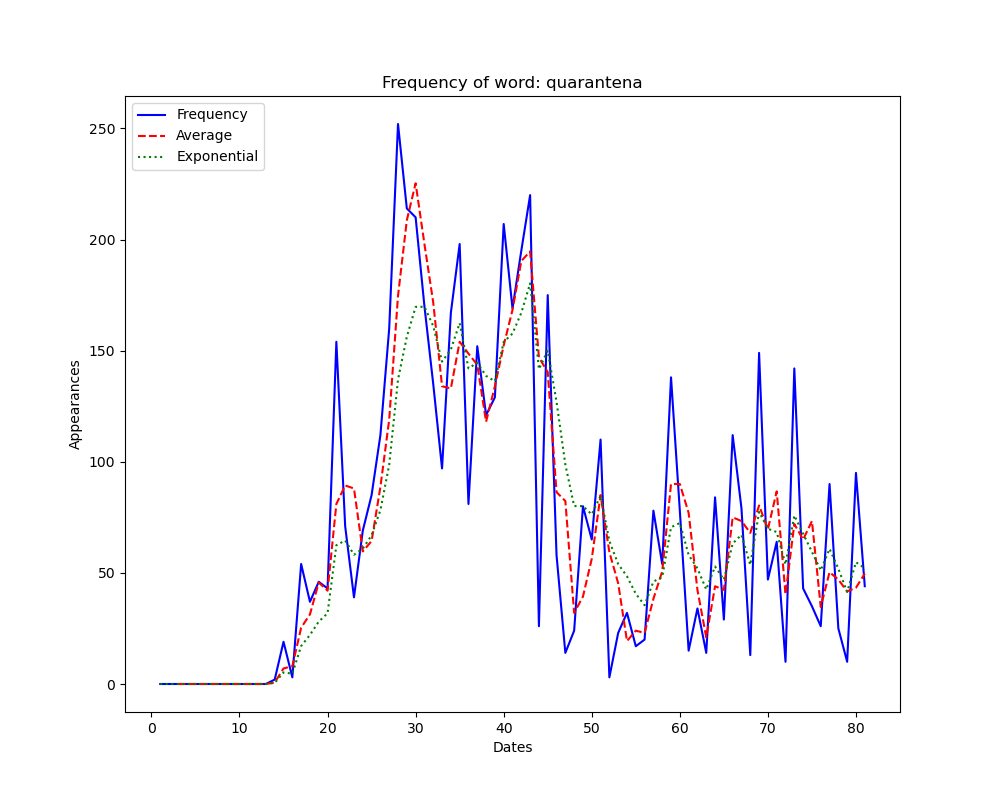 Frequency of word: quarantena
Frequency
Average
Exponential
250
200
150
100
50
0
Appearances
0 10 20 30 40 50 60 70 80
Dates